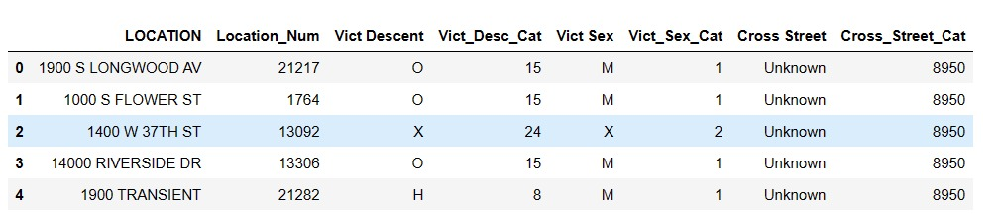 LOCATION Location_Num Vict Descent Vict_Desc_Cat Vict Sex Vict_Sex_Cat Cross Street Cross_Street_Cat
0 1900 S LONGWOOD AV 21217 O 15 M 1 Unknown 8950
1 1000 S FLOWER ST 1764 O 15 M 1 Unknown 8950
2 1400 W 37TH ST 13092 X 24 X 2 Unknown 8950
3 14000 RIVERSIDE DR 13306 O 15 M 1 Unknown 8950
4 1900 TRANSIENT 21282 H 8 M 1 Unknown 8950